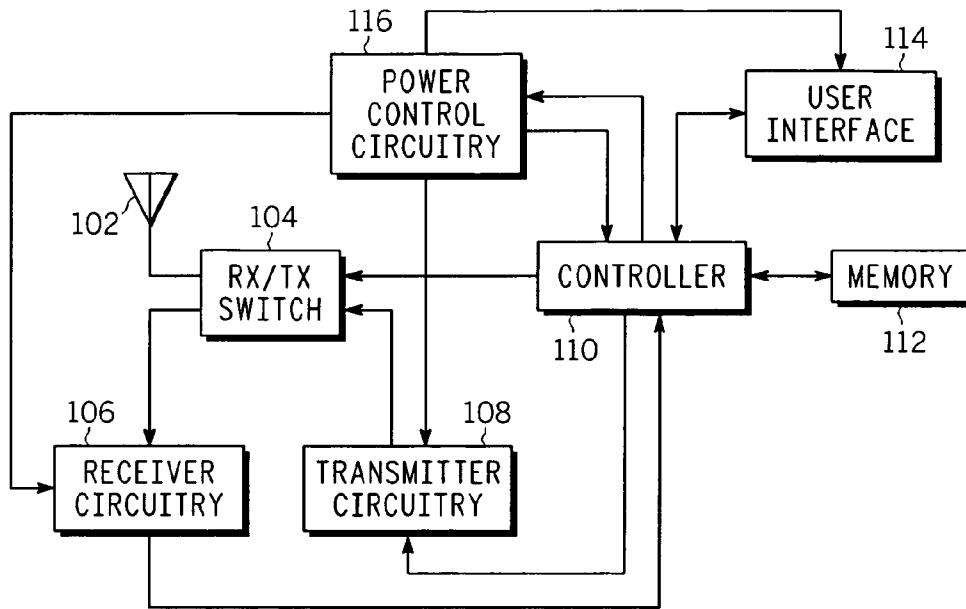 116
POWER
CONTROL
CIRCUITRY
114
USER
INTERFACE
102
104
RX/TX
SWITCH
CONTROLLER
110
MEMORY
112
106
RECEIVER
CIRCUITRY
108
TRANSMITTER
CIRCUITRY